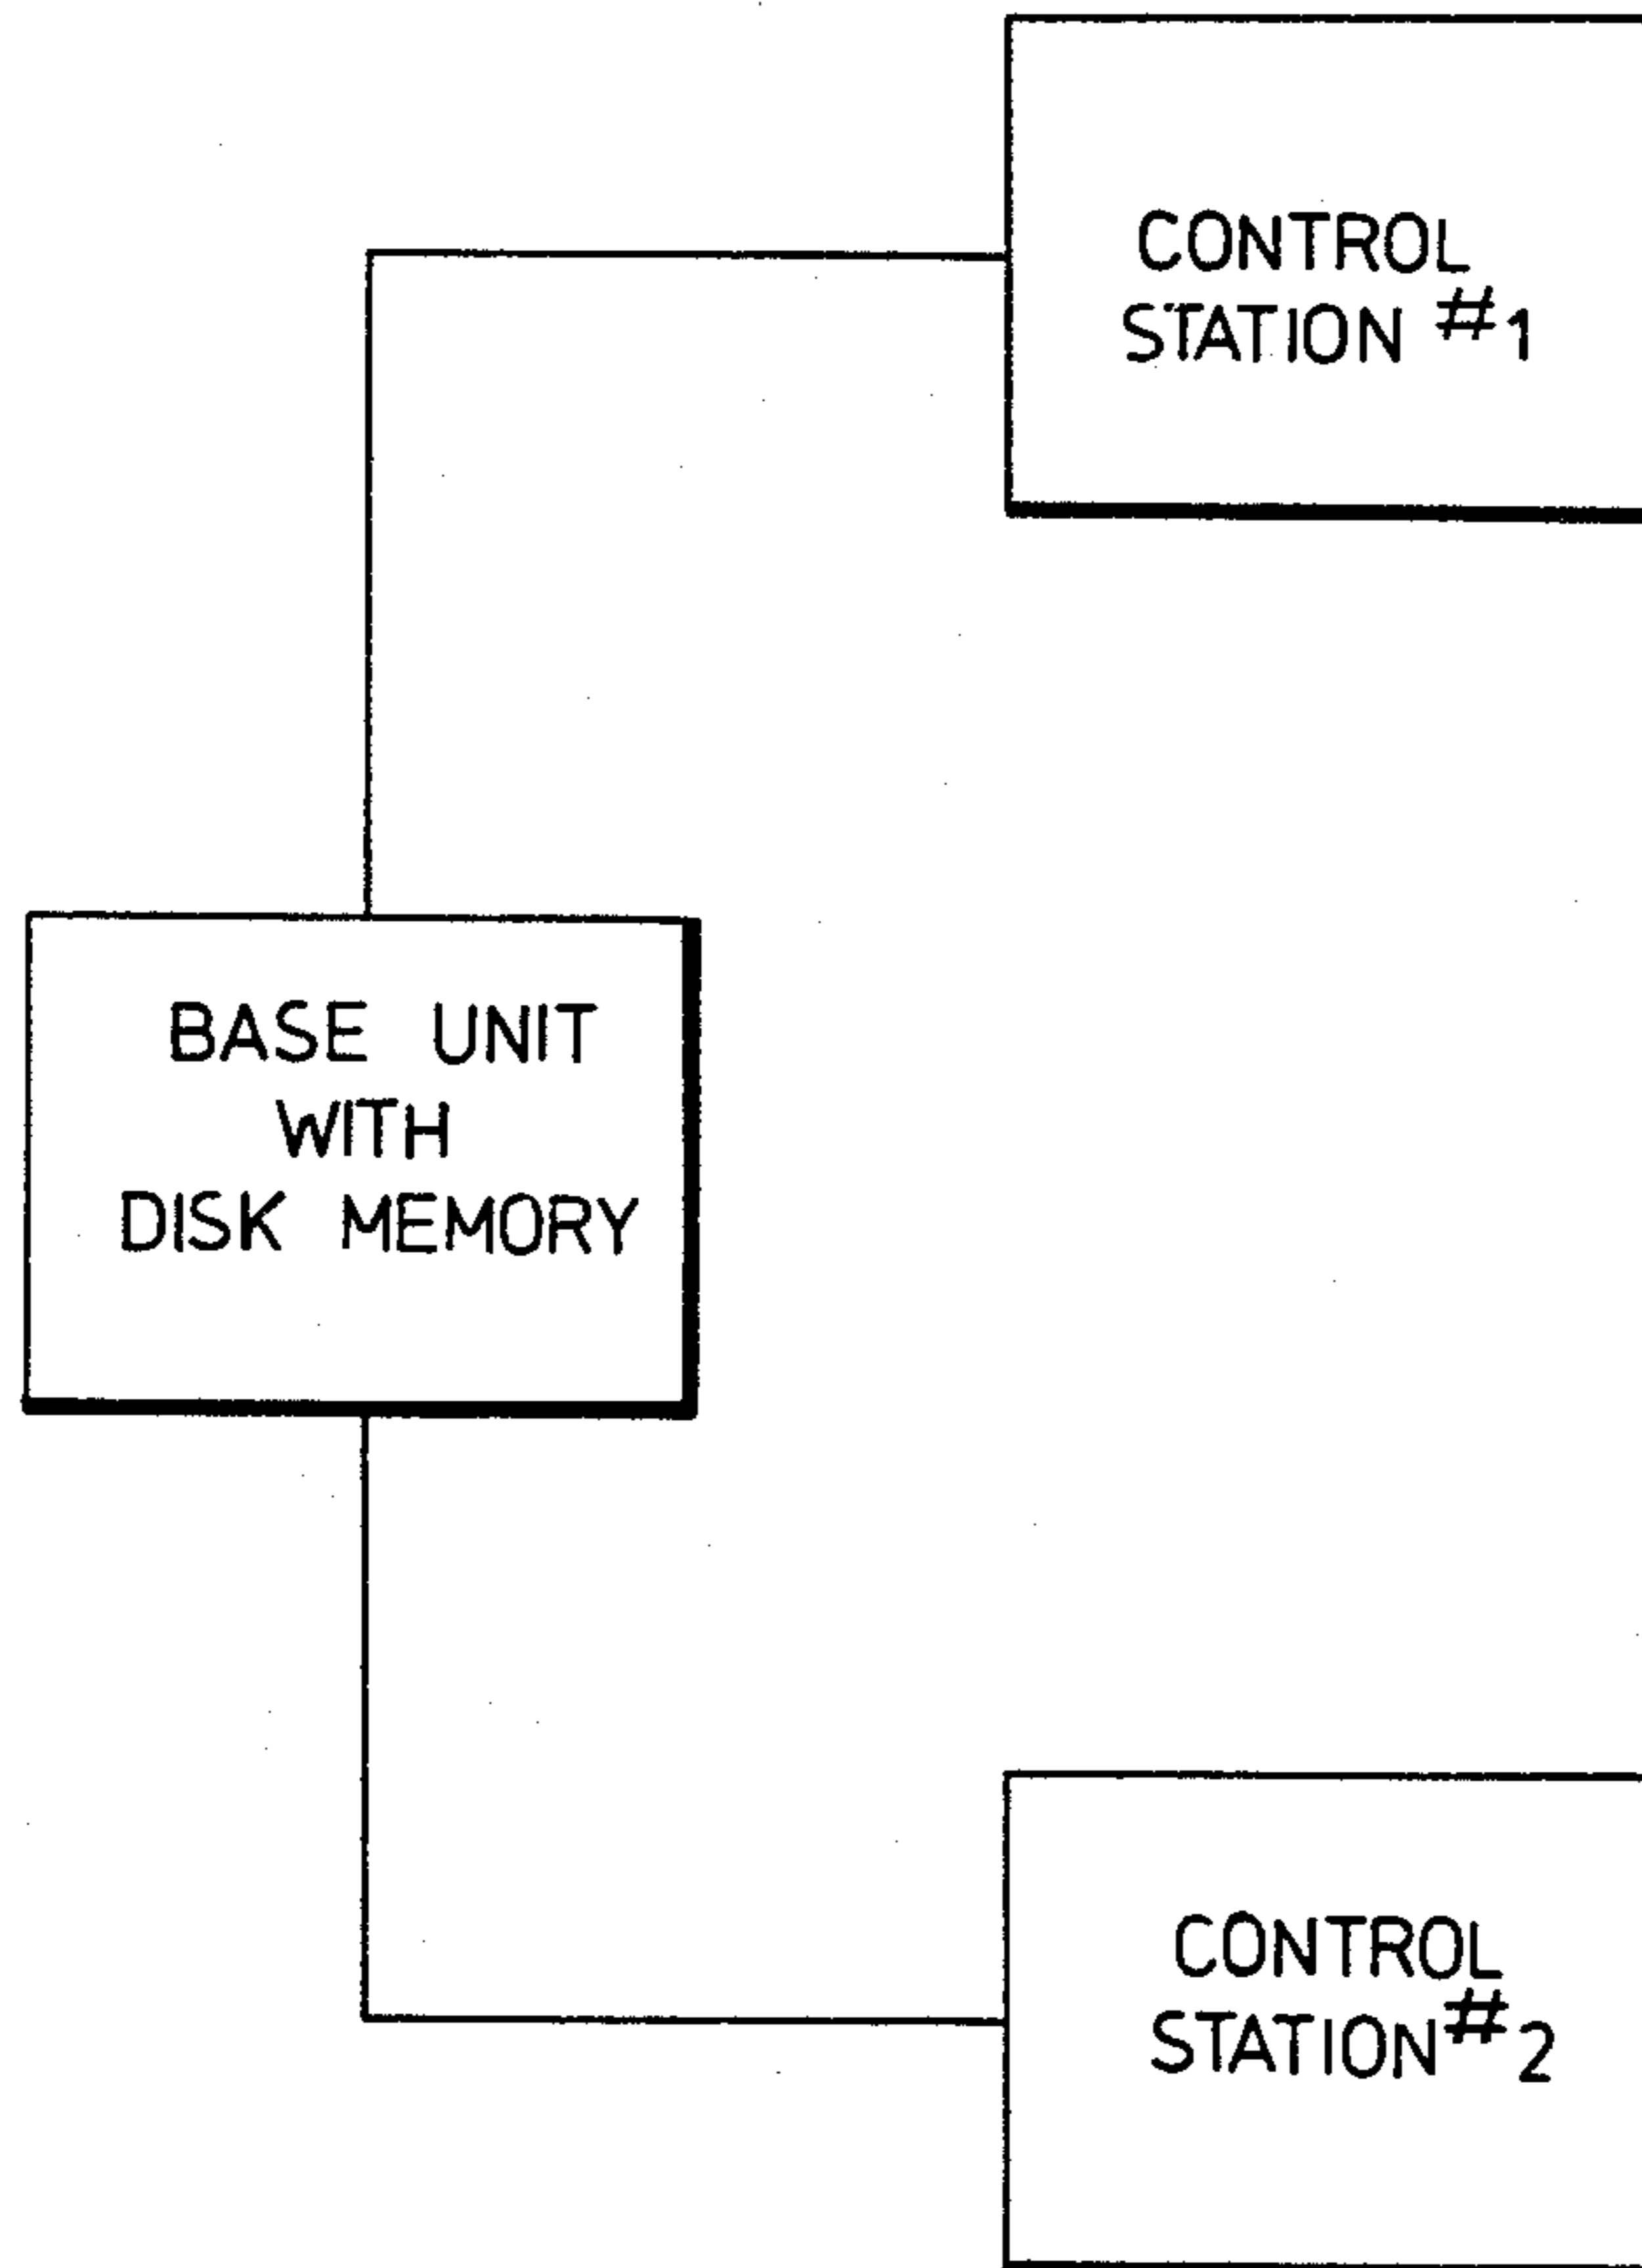 CONTROL
STATION #1
BASE UNIT
WITH
DISK MEMORY
CONTROL
STATION #2